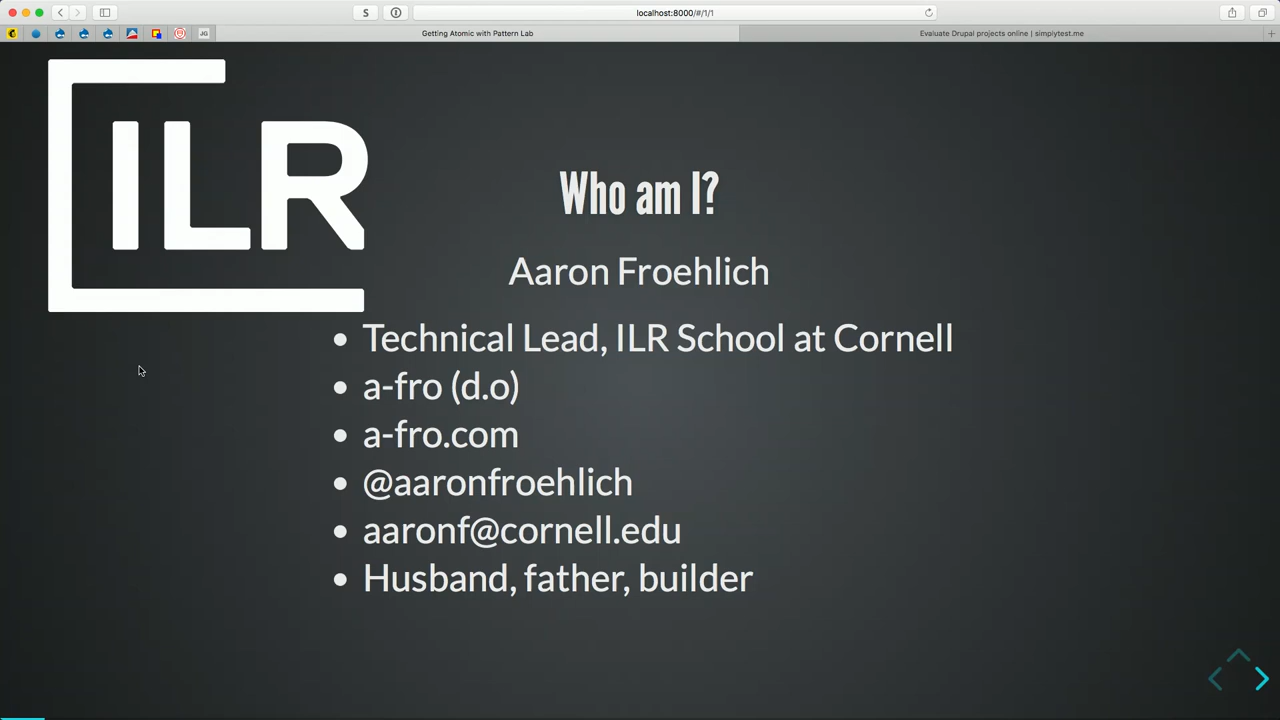 S
localhost:8000/#/1/1
JG
Getting Atomic with Pattern Lab
Evaluate Drupal projects online | simplytest.me
ILR
Who am I?
Aaron Froehlich
• Technical Lead, ILR School at Cornell
• a-fro (d.o)
• a-fro.com
• @aaronfroehlich
• aaronf@cornell.edu
• Husband, father, builder